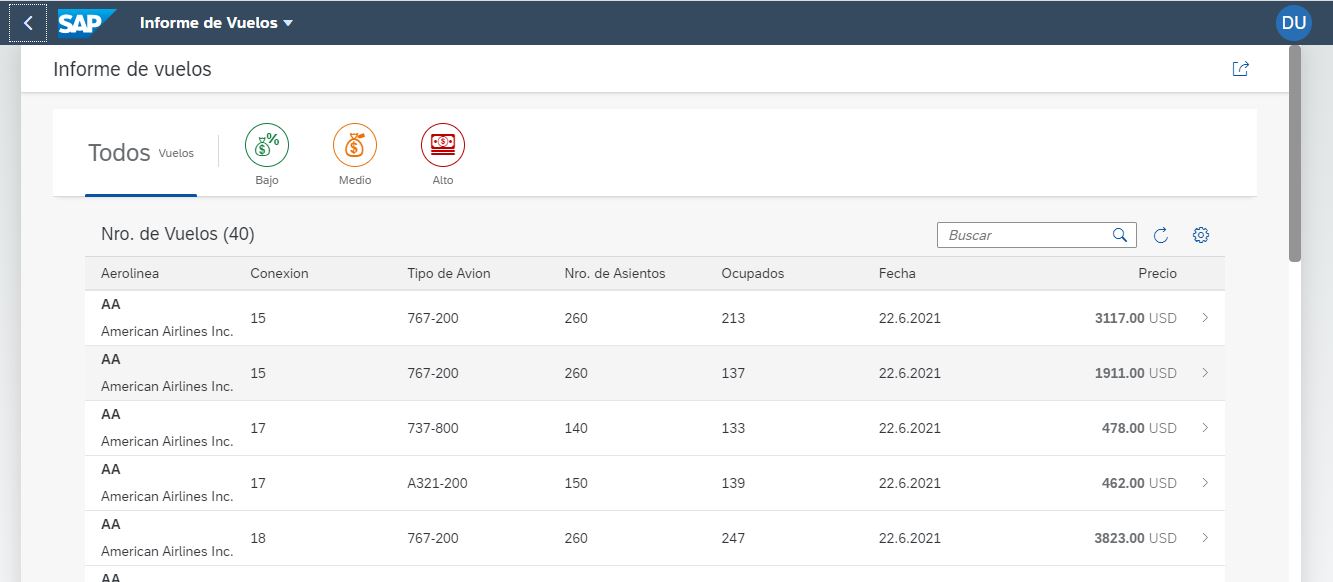 SAP Informe de Vuelos DU
Informe de vuelos
Todos Vuelos
Bajo Medio Alto
Nro. de Vuelos (40) Buscar
Aerolinea Conexion Tipo de Avion Nro. de Asientos Ocupados Fecha Precio
AA
American Airlines Inc. 15 767-200 260 213 22.6.2021 3117.00 USD
AA
American Airlines Inc. 15 767-200 260 137 22.6.2021 1911.00 USD
AA
American Airlines Inc. 17 737-800 140 133 22.6.2021 478.00 USD
AA
American Airlines Inc. 17 A321-200 150 139 22.6.2021 462.00 USD
AA
American Airlines Inc. 18 767-200 260 247 22.6.2021 3823.00 USD
AA